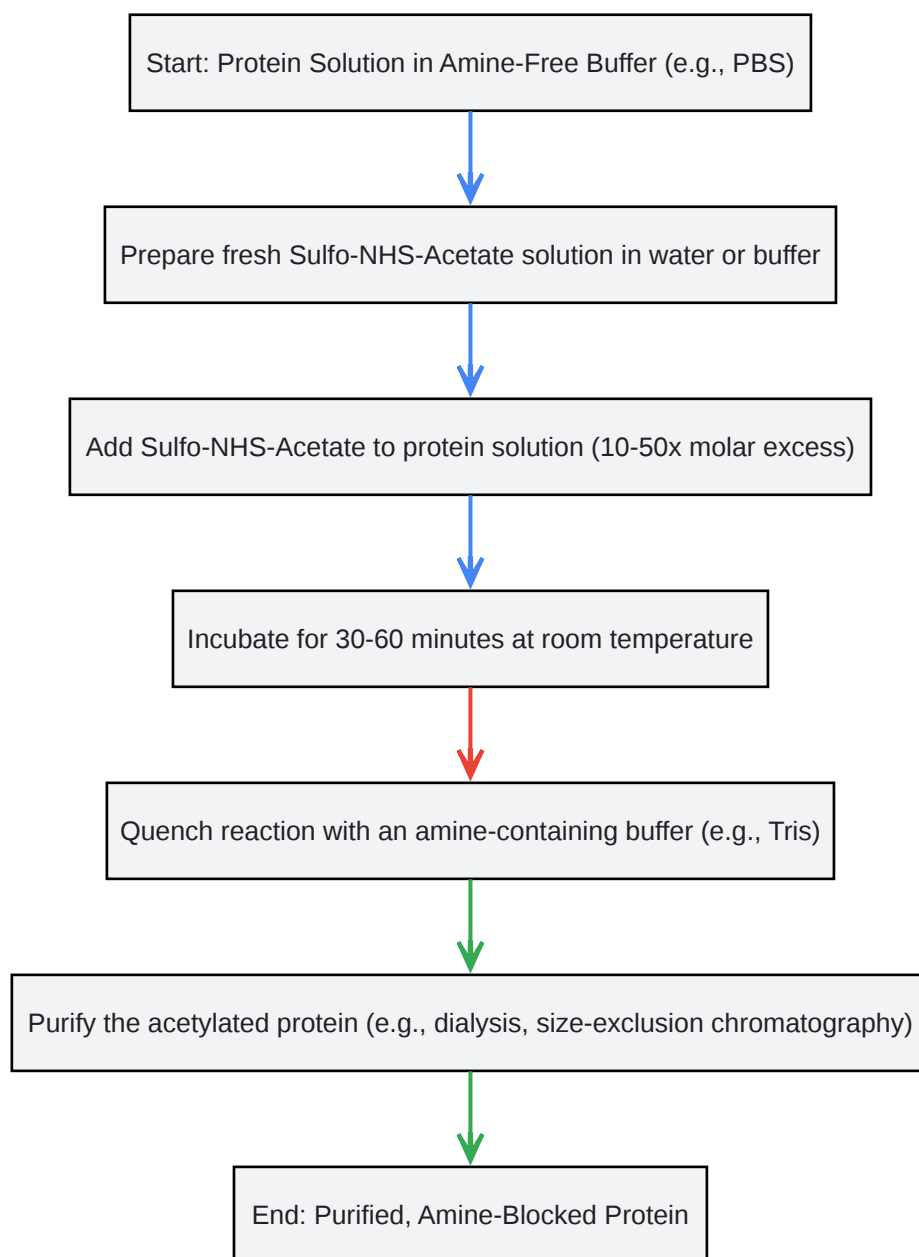 Start: Protein Solution in Amine-Free Buffer (e.g., PBS)
Prepare fresh Sulfo-NHS-Acetate solution in water or buffer
Add Sulfo-NHS-Acetate to protein solution (10-50x molar excess)
Incubate for 30-60 minutes at room temperature
Quench reaction with an amine-containing buffer (e.g., Tris)
Purify the acetylated protein (e.g., dialysis, size-exclusion chromatography)
End: Purified, Amine-Blocked Protein